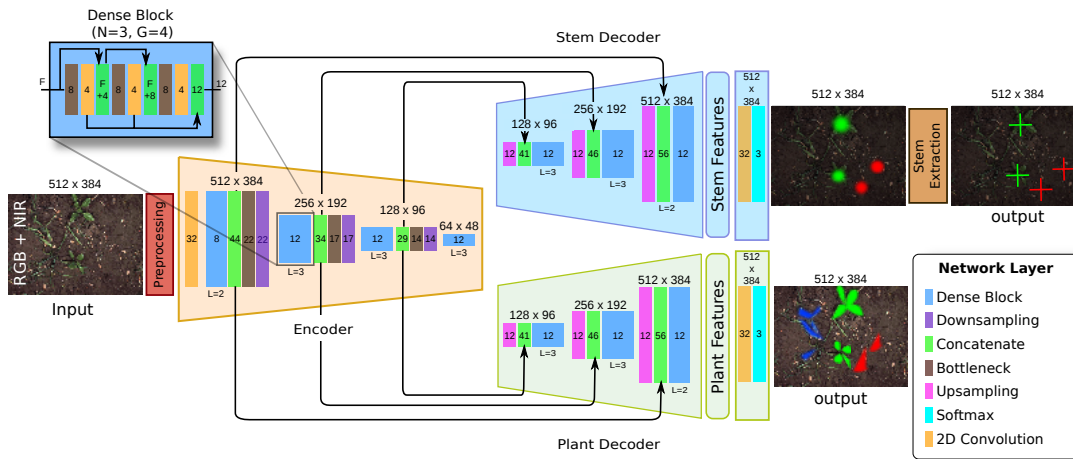 Dense Block
(N=3, G=4)
F
8
4
F
+4
8
4
F
+8
8
4
12
12
Stem Decoder
512 x 384
RGB + NIR
Input
Preprocessing
512 x 384
32
8
44
22
22
L=2
256 x 192
12
34
17
17
L=3
128 x 96
12
29
14
14
L=3
64 x 48
12
L=3
Encoder
128 x 96
12
41
12
L=3
256 x 192
12
46
12
L=3
512 x 384
12
56
12
L=2
Stem Features
512
x
384
32
3
512 x 384
Stem
Extraction
512 x 384
output
128 x 96
12
41
12
L=3
256 x 192
12
46
12
L=3
512 x 384
12
56
12
L=2
Plant Features
512
x
384
32
3
512 x 384
output
Plant Decoder
Network Layer
Dense Block
Downsampling
Concatenate
Bottleneck
Upsampling
Softmax
2D Convolution